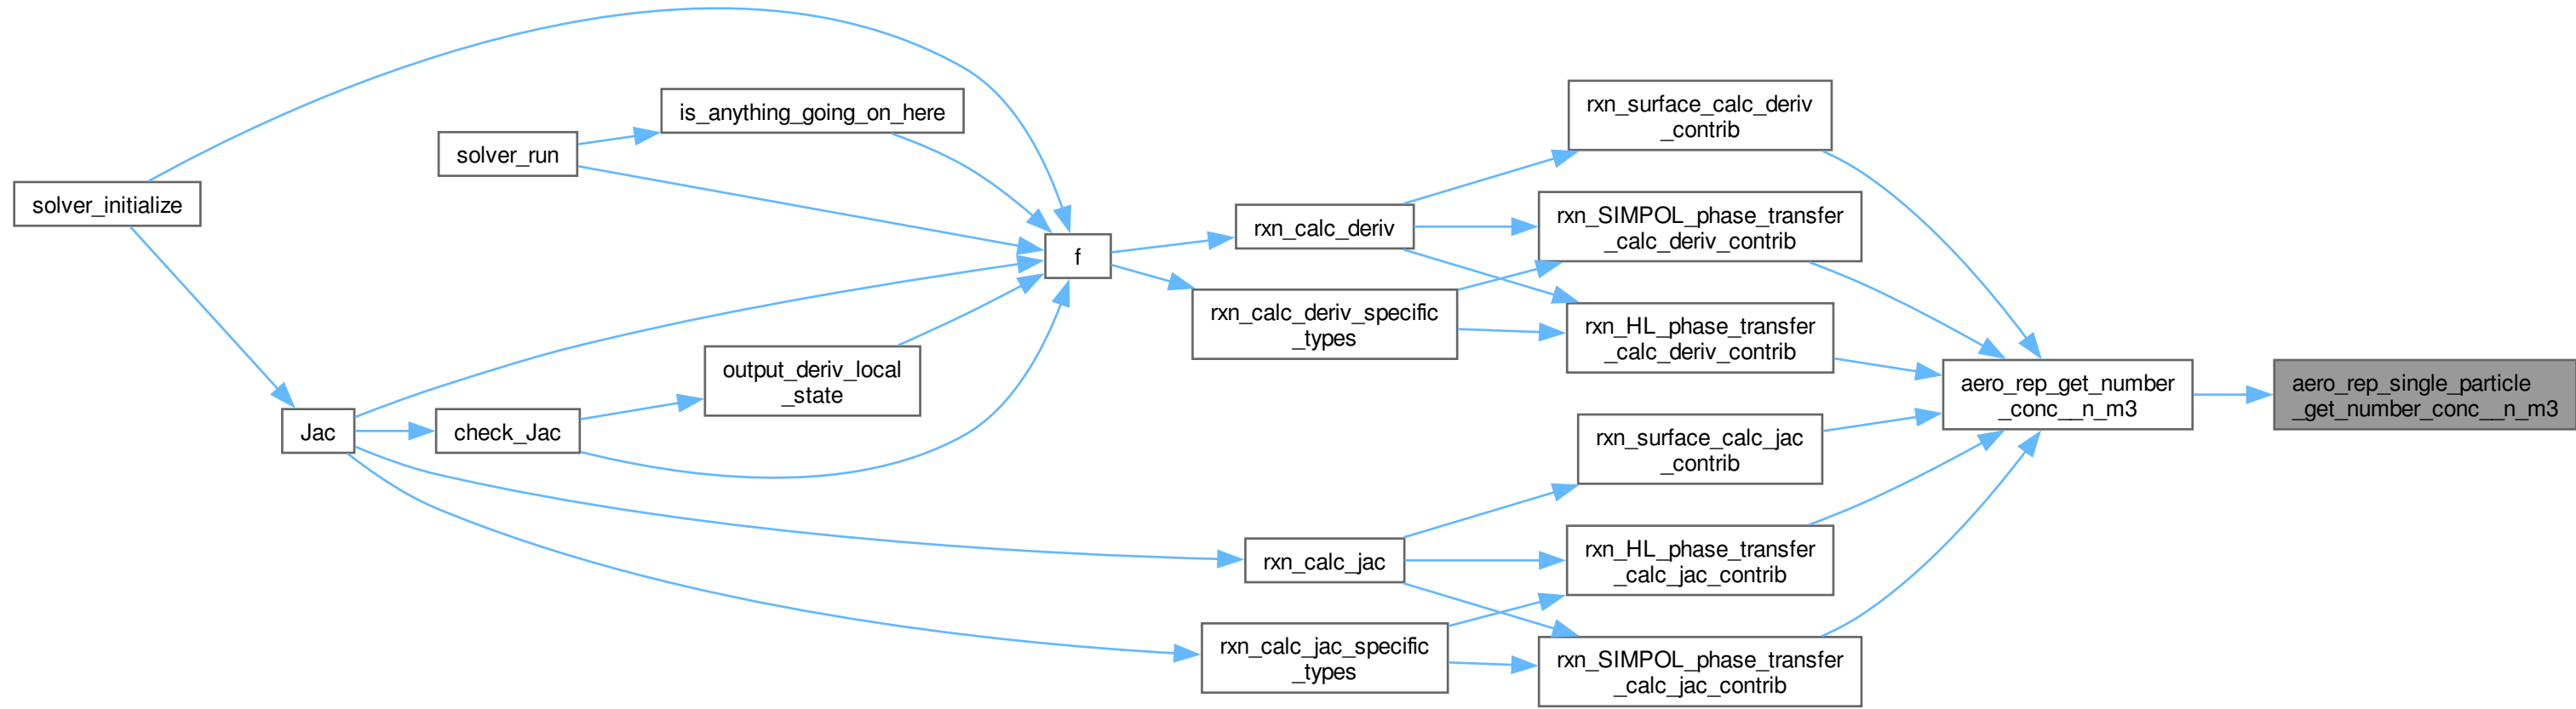 solver_initialize
solver_run
is_anything_going_on_here
Jac
check_Jac
output_deriv_local
_state
f
rxn_calc_deriv
rxn_calc_deriv_specific
_types
rxn_calc_jac
rxn_calc_jac_specific
_types
rxn_surface_calc_deriv
_contrib
rxn_SIMPOL_phase_transfer
_calc_deriv_contrib
rxn_HL_phase_transfer
_calc_deriv_contrib
rxn_surface_calc_jac
_contrib
rxn_HL_phase_transfer
_calc_jac_contrib
rxn_SIMPOL_phase_transfer
_calc_jac_contrib
aero_rep_get_number
_conc__n_m3
aero_rep_single_particle
_get_number_conc__n_m3